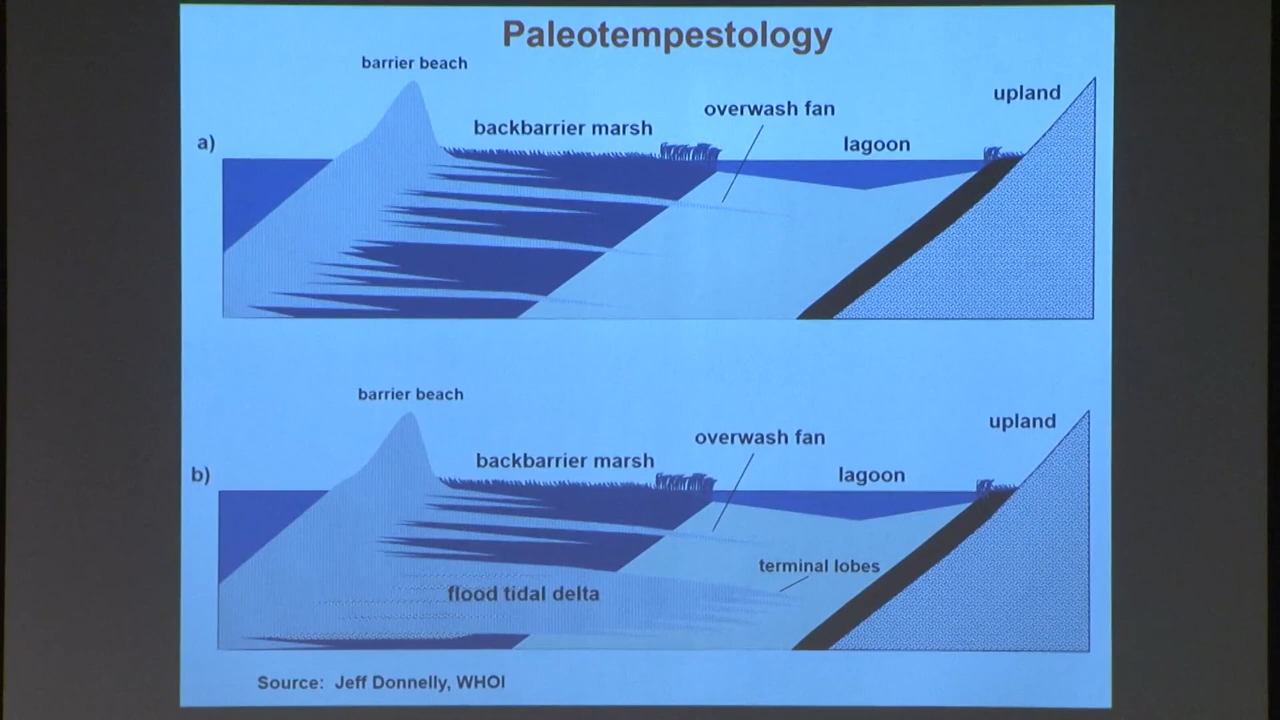 Paleotempestology
barrier beach
upland
overwash fan
backbarrier marsh
lagoon
a)
barrier beach
upland
overwash fan
backbarrier marsh
lagoon
b)
terminal lobes
flood tidal delta
Source: Jeff Donnelly, WHOI